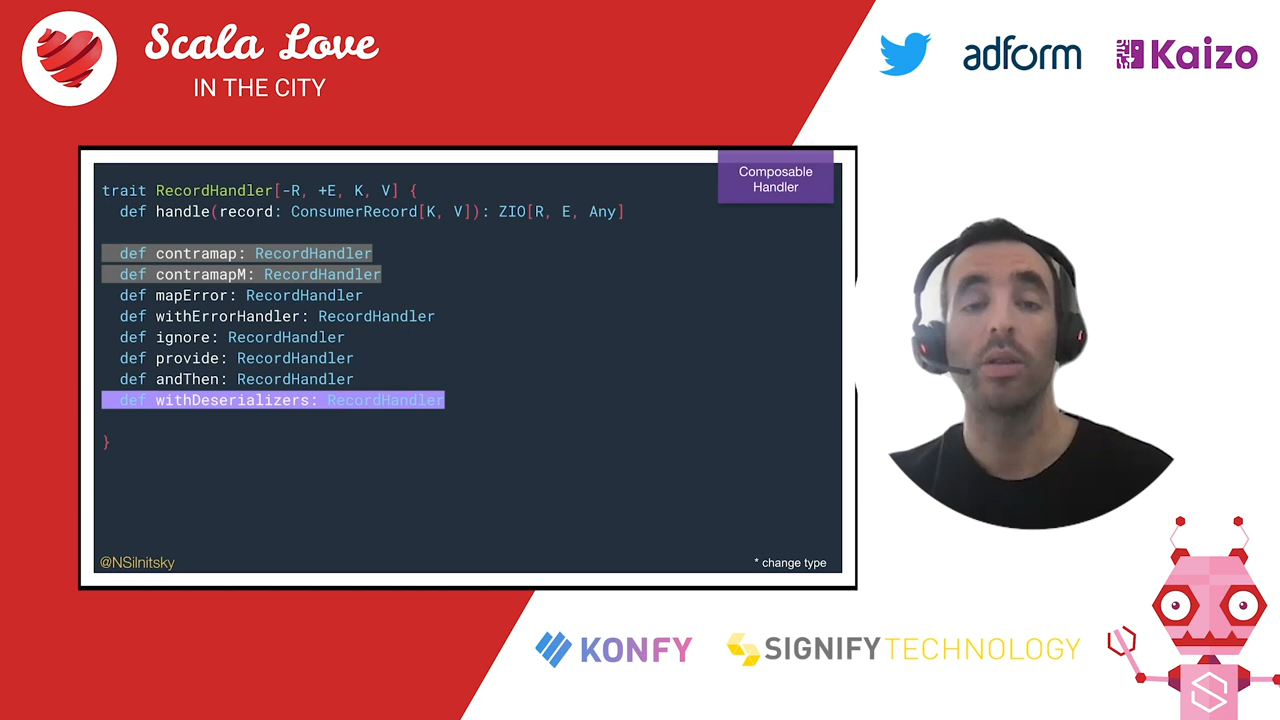 Scala Love
IN THE CITY
adform
Kaizo
Composable
Handler
trait RecordHandler[-R, +E, K, V] {
def handle(record: ConsumerRecord[K, V]): ZIO[R, E, Any]
def contramap: RecordHandler
def contramapM: RecordHandler
def mapError: RecordHandler
def withErrorHandler: RecordHandler
def ignore: RecordHandler
def provide: RecordHandler
def andThen: RecordHandler
def withDeserializers: RecordHandler
}
@NSilnitsky
* change type
KONFY
SIGNIFYTECHNOLOGY